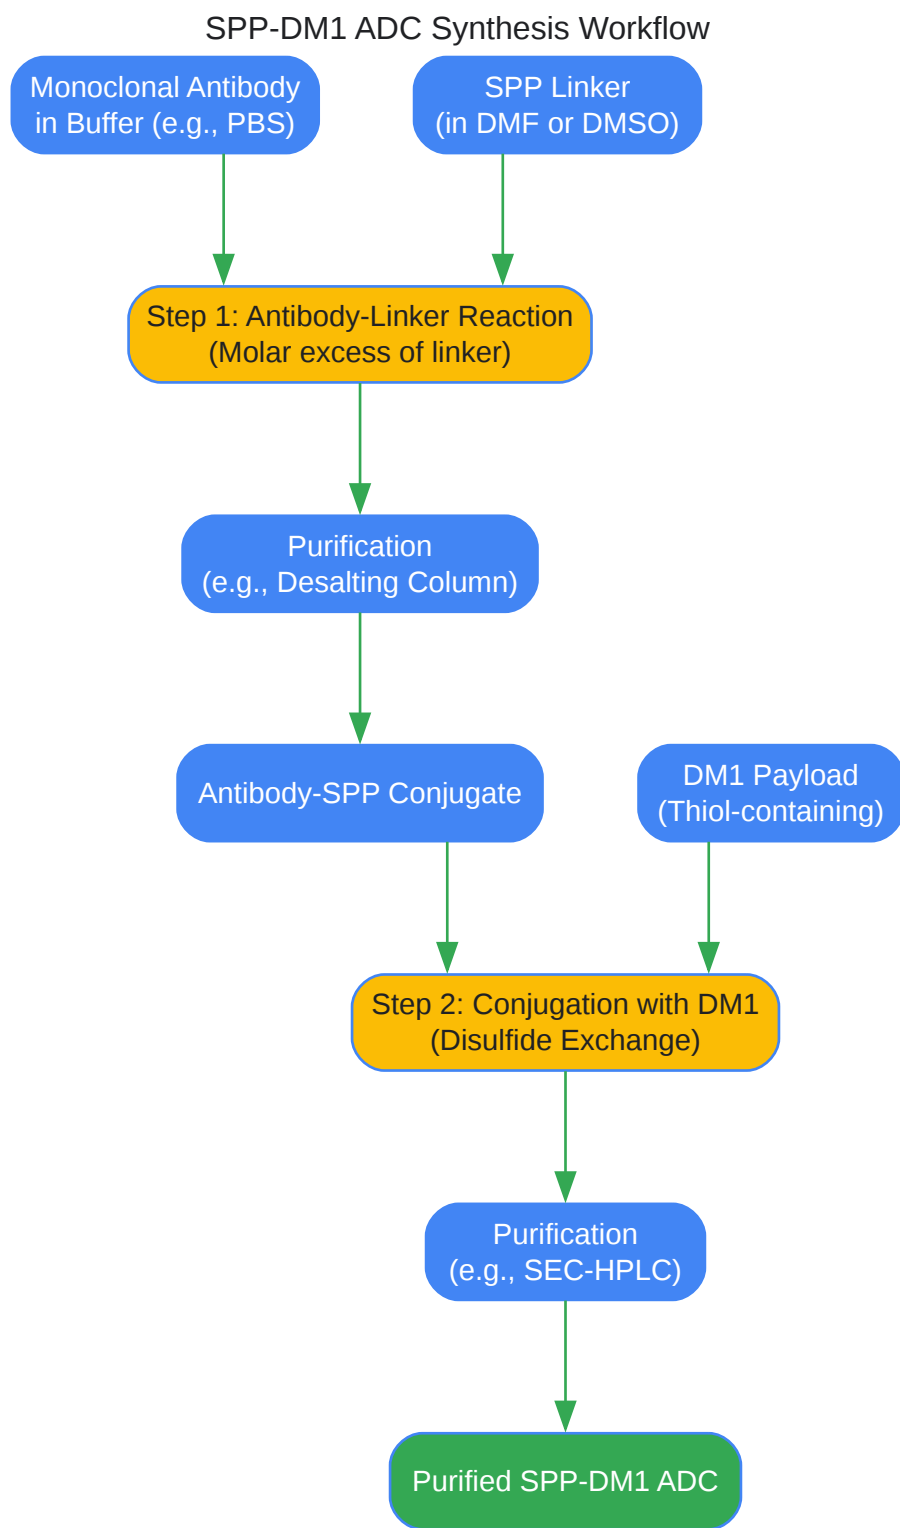 SPP-DM1 ADC Synthesis Workflow
Monoclonal Antibody
in Buffer (e.g., PBS)
SPP Linker
(in DMF or DMSO)
Step 1: Antibody-Linker Reaction
(Molar excess of linker)
Purification
(e.g., Desalting Column)
Antibody-SPP Conjugate
DM1 Payload
(Thiol-containing)
Step 2: Conjugation with DM1
(Disulfide Exchange)
Purification
(e.g., SEC-HPLC)
Purified SPP-DM1 ADC